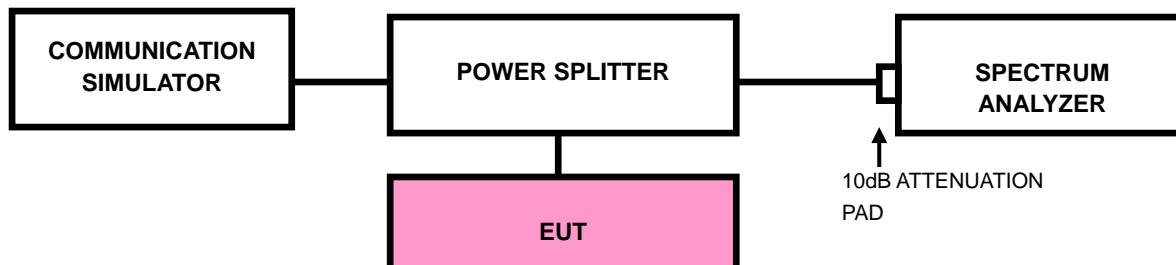 COMMUNICATION
SIMULATOR
POWER SPLITTER
SPECTRUM
ANALYZER
10dB ATTENUATION
PAD
EUT